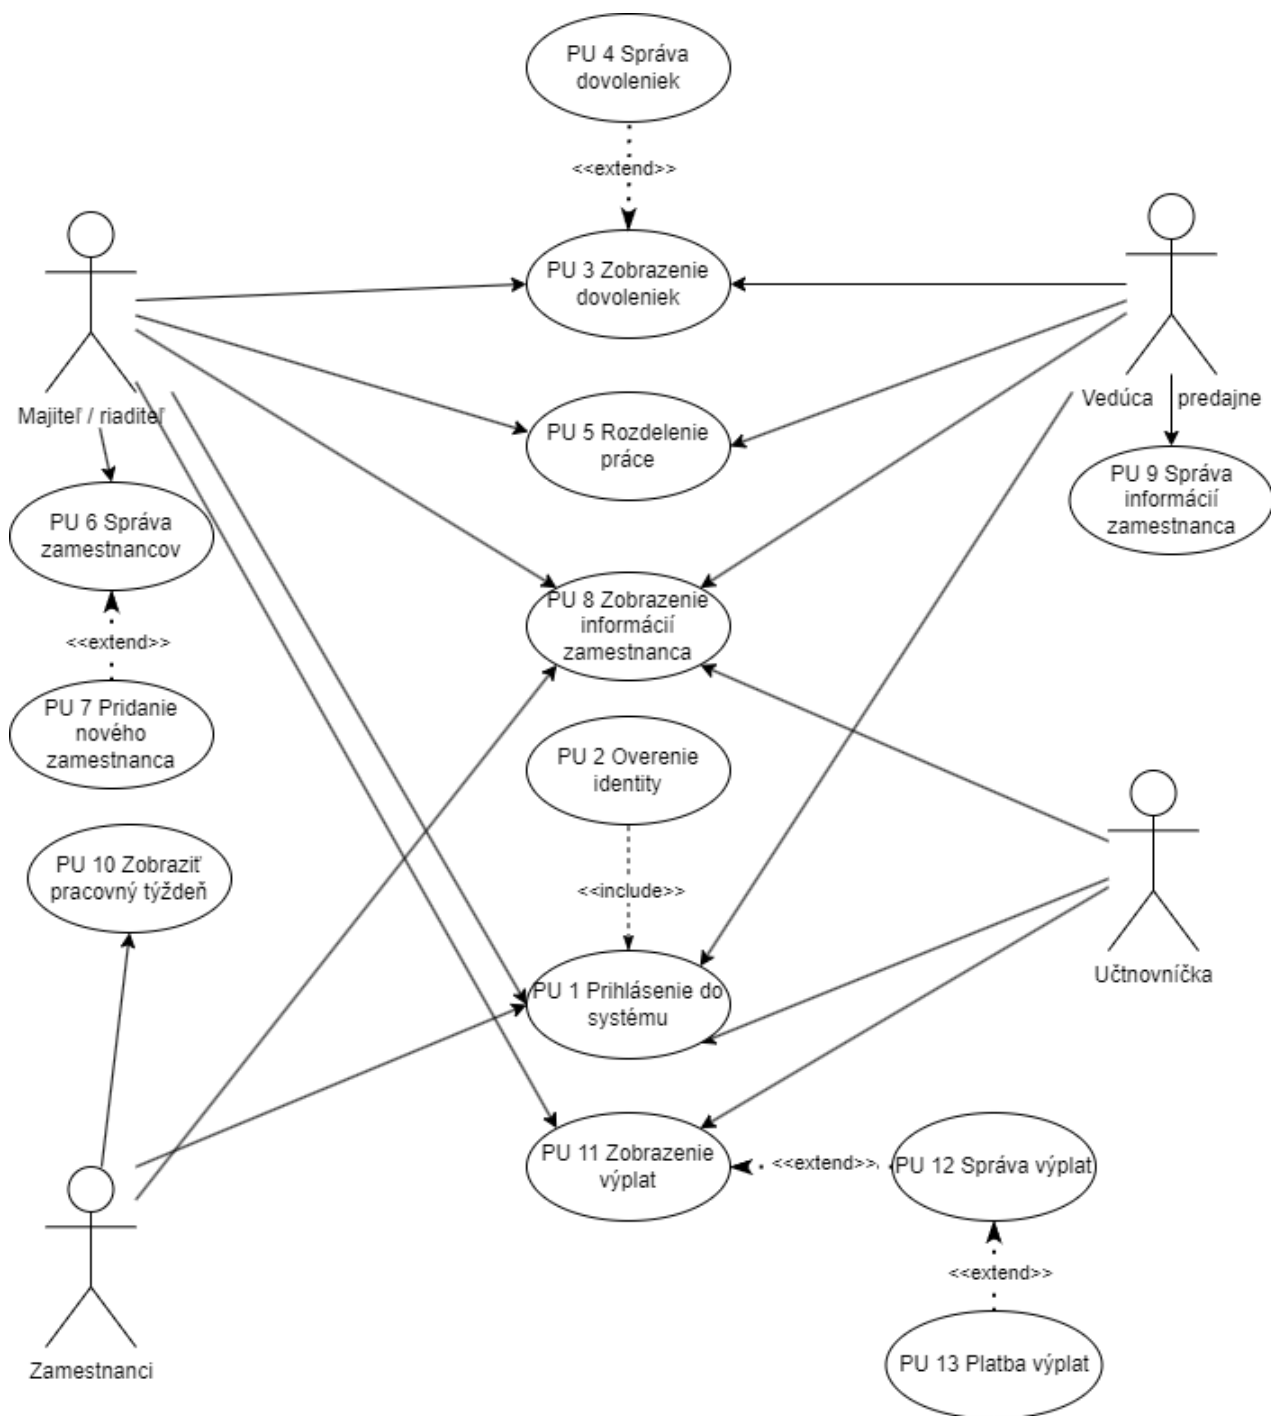 PU 4 Správa
dovoleniek
<<extend>>
PU 3 Zobrazenie
dovoleniek
Majiteľ / riaditeľ
Vedúca predajne
PU 5 Rozdelenie
práce
PU 9 Správa
informácií
zamestnanca
PU 6 Správa
zamestnancov
<<extend>>
PU 8 Zobrazenie
informácií
zamestnanca
PU 7 Pridanie
nového
zamestnanca
PU 2 Overenie
identity
PU 10 Zobraziť
pracovný týždeň
<<include>>
Učtnovníčka
PU 1 Prihlásenie do
systému
PU 11 Zobrazenie
výplat
<<extend>>
PU 12 Správa výplat
<<extend>>
Zamestnanci
PU 13 Platba výplat